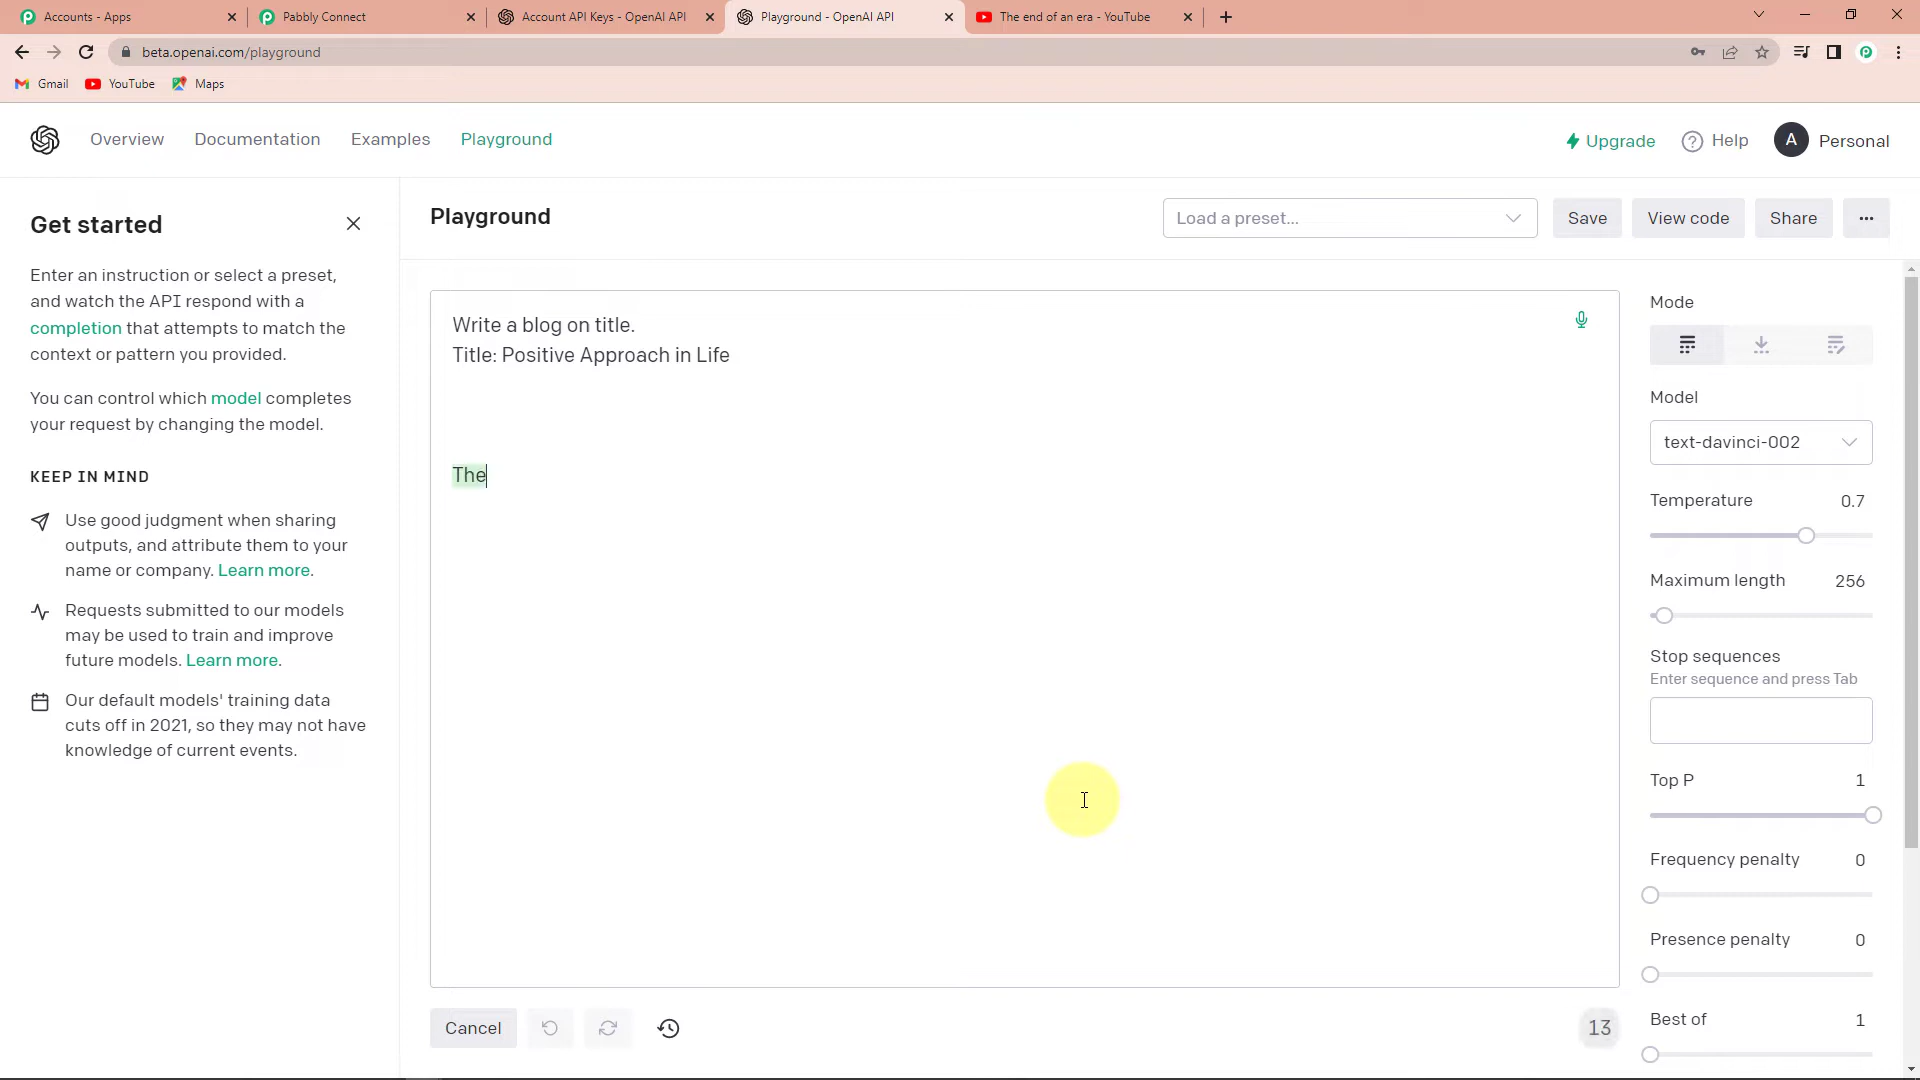 Accounts - Apps
Pabbly Connect
Account API Keys - OpenAI API
Playground - OpenAI API
The end of an era - YouTube
beta.openai.com/playground
Gmail
YouTube
Maps
Overview
Documentation
Examples
Playground
Upgrade
Help
A
Personal
Get started
Enter an instruction or select a preset,
and watch the API respond with a
completion that attempts to match the
context or pattern you provided.
You can control which model completes
your request by changing the model.
KEEP IN MIND
Use good judgment when sharing
outputs, and attribute them to your
name or company. Learn more.
Requests submitted to our models
may be used to train and improve
future models. Learn more.
Our default models' training data
cuts off in 2021, so they may not have
knowledge of current events.
Playground
Load a preset...
Save
View code
Share
Write a blog on title.
Title: Positive Approach in Life
The
Cancel
13
Mode
Model
text-davinci-002
Temperature 0.7
Maximum length 256
Stop sequences
Enter sequence and press Tab
Top P 1
Frequency penalty 0
Presence penalty 0
Best of 1